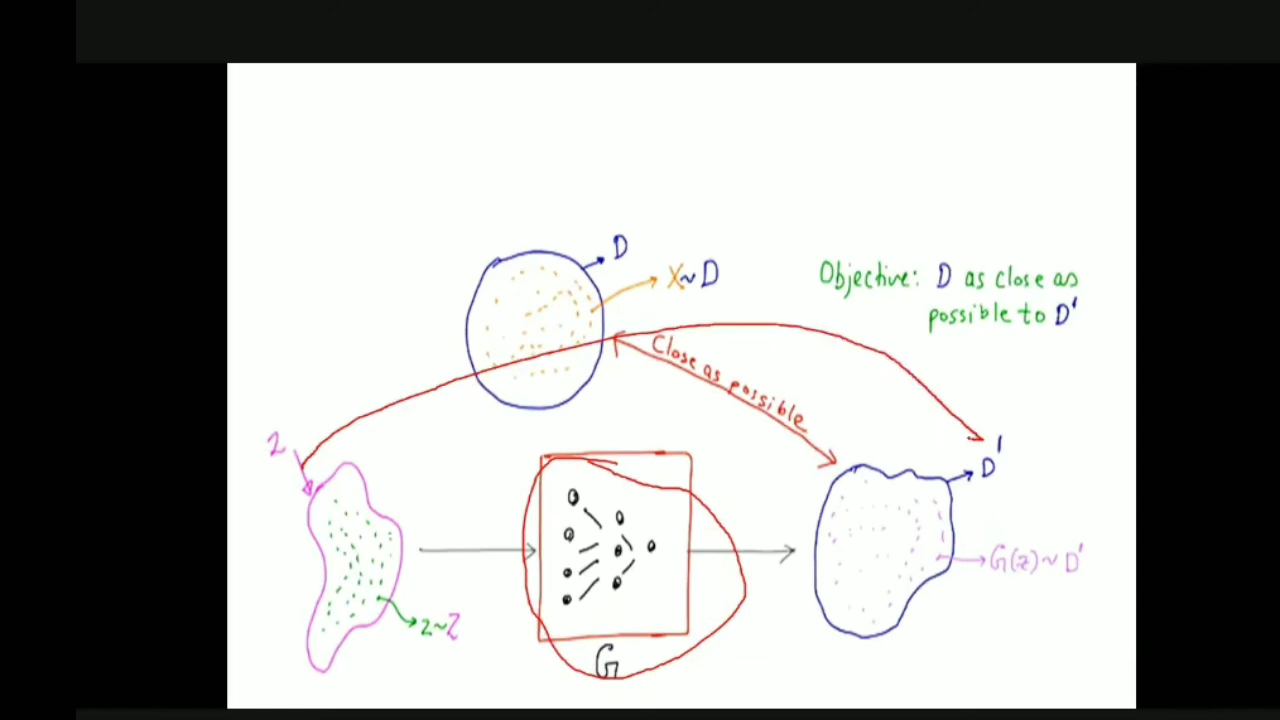 D
X~D
Objective: D as close as
possible to D'
Close as possible
Z
D'
G(z)~D'
z~Z
G